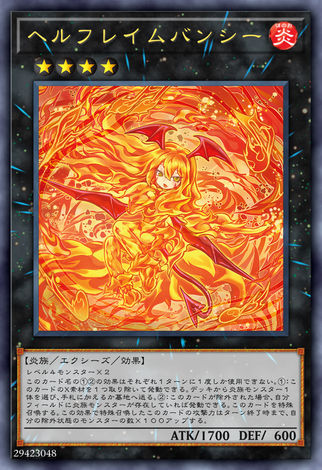 ヘルフレイムバンシー
ほのお
炎
【炎族／エクシーズ／効果】
レベル４モンスター×２
このカード名の①②の効果はそれぞれ１ターンに１度しか使用できない。①：こ
のカードのX素材を１つ取り除いて発動できる。デッキから炎族モンスター１
体を選び、手札に加えるか墓地へ送る。②：このカードが除外された場合、自分
フィールドに炎族モンスターが存在していれば発動できる。このカードを特殊
召喚する。この効果で特殊召喚したこのカードの攻撃力はターン終了時まで、自
分の除外状態のモンスターの数×１００アップする。
ATK/1700 DEF/ 600
29423048